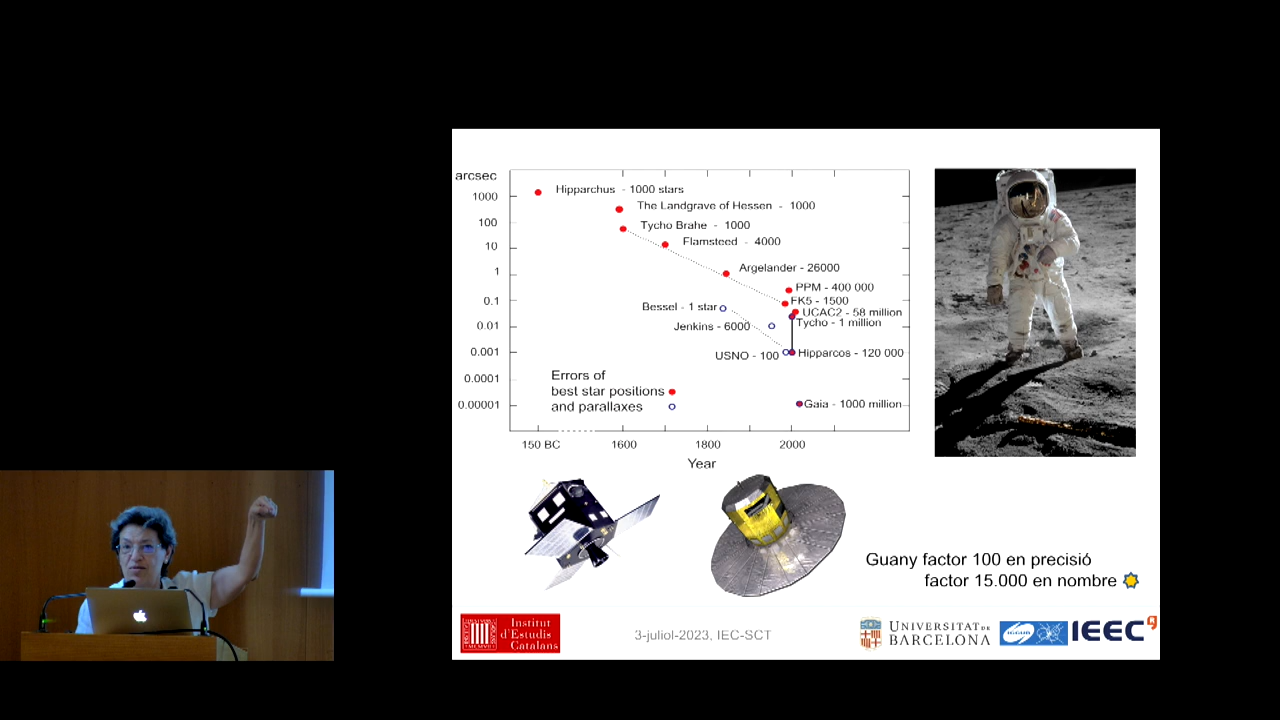 arcsec
1000
100
10
1
0.1
0.01
0.001
0.0001
0.00001
Hipparchus - 1000 stars
The Landgrave of Hessen - 1000
Tycho Brahe - 1000
Flamsteed - 4000
Argelander - 26000
PPM - 400 000
FK5 - 1500
Bessel - 1 star
UCAC2 - 58 million
Tycho - 1 million
Jenkins - 6000
USNO - 100
Hipparcos - 120 000
Errors of
best star positions
and parallaxes
Gaia - 1000 million
150 BC
1600
1800
2000
Year
Guany factor 100 en precisió
factor 15.000 en nombre
Institut
d'Estudis
Catalans
3-juliol-2023, IEC-SCT
UNIVERSITAT DE
BARCELONA
IEEC